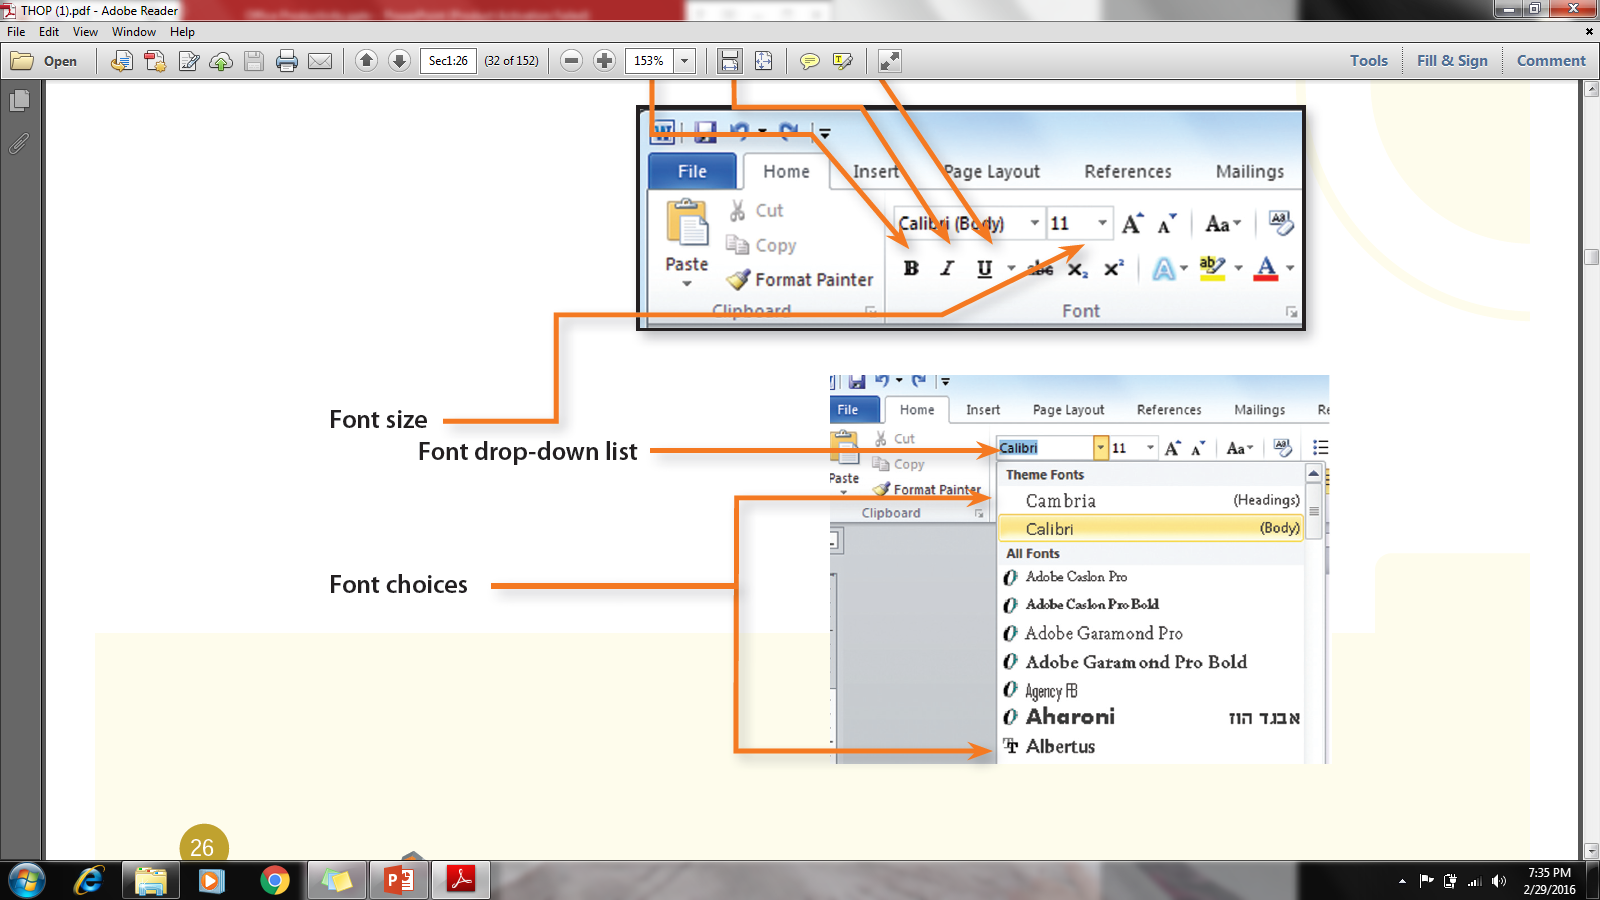 THOP (1).pdf - Adobe Reader
File Edit View Window Help
Open Sec1:26 (32 of 152) 153% Tools Fill & Sign Comment
File Home Insert Page Layout References Mailings
Cut
Copy
Paste
Format Painter
Clipboard
Calibri (Body) 11 A A Aa
B I U abc X₂ X² A ab A
Font
Font size
Font drop-down list
Font choices
File Home Insert Page Layout References Mailings Re
Cut
Copy
Paste
Format Painter
Clipboard
Calibri 11 A A Aa
Theme Fonts
Cambria (Headings)
Calibri (Body)
All Fonts
Adobe Caslon Pro
Adobe Caslon Pro Bold
Adobe Garamond Pro
Adobe Garamond Pro Bold
Agency FB
Aharoni אבגד הוז
Albertus
26
7:35 PM
2/29/2016